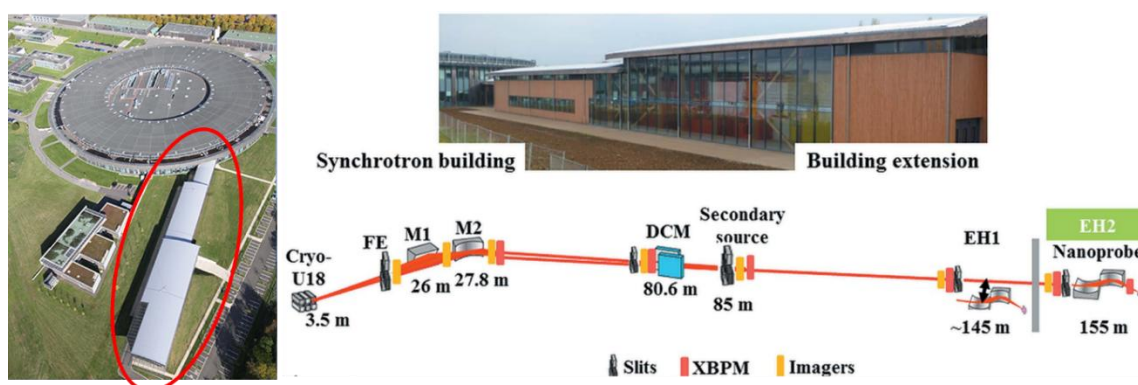 Synchrotron building
Building extension
Cryo-
U18
3.5 m
FE
M1
26 m
M2
27.8 m
DCM
80.6 m
Secondary
source
85 m
EH1
~145 m
EH2
Nanoprobe
155 m
Slits
XBPM
Imagers